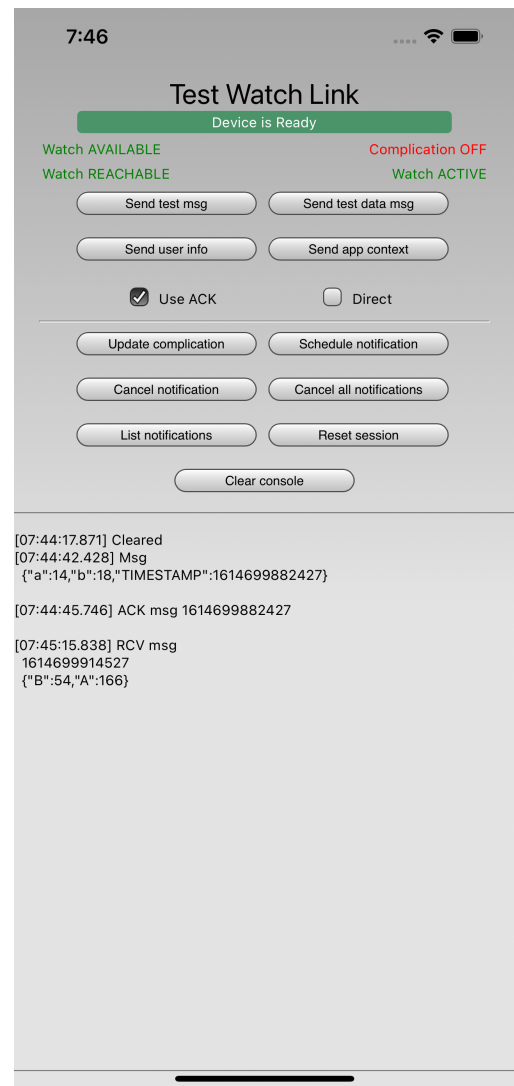 7:46
Test Watch Link
Device is Ready
Watch AVAILABLE Complication OFF
Watch REACHABLE Watch ACTIVE
Send test msg Send test data msg
Send user info Send app context
Use ACK Direct
Update complication Schedule notification
Cancel notification Cancel all notifications
List notifications Reset session
Clear console
[07:44:17.871] Cleared
[07:44:42.428] Msg
{"a":14,"b":18,"TIMESTAMP":1614699882427}
[07:44:45.746] ACK msg 1614699882427
[07:45:15.838] RCV msg
1614699914527
{"B":54,"A":166}